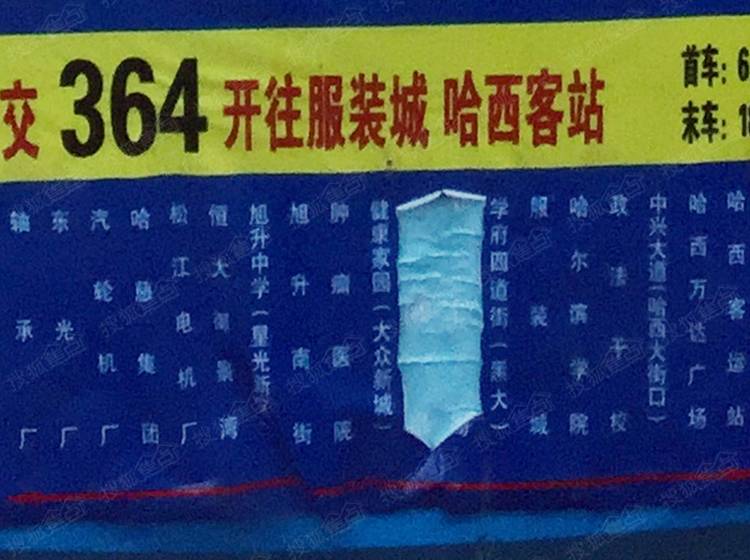 交 364 开往服装城 哈西客站
首车: 6
末车: 1
轴承厂
东光厂
汽轮机厂
哈慈集团
松江电机厂
恒大御景湾
旭升中学(星光新
旭升南街
肿瘤医院
健康家园(大众新城)
学府四道街(黑大)
服装城
哈尔滨学院
政法干校
中兴大道(哈西大街口)
哈西万达广场
哈西客运站
搜狐焦点